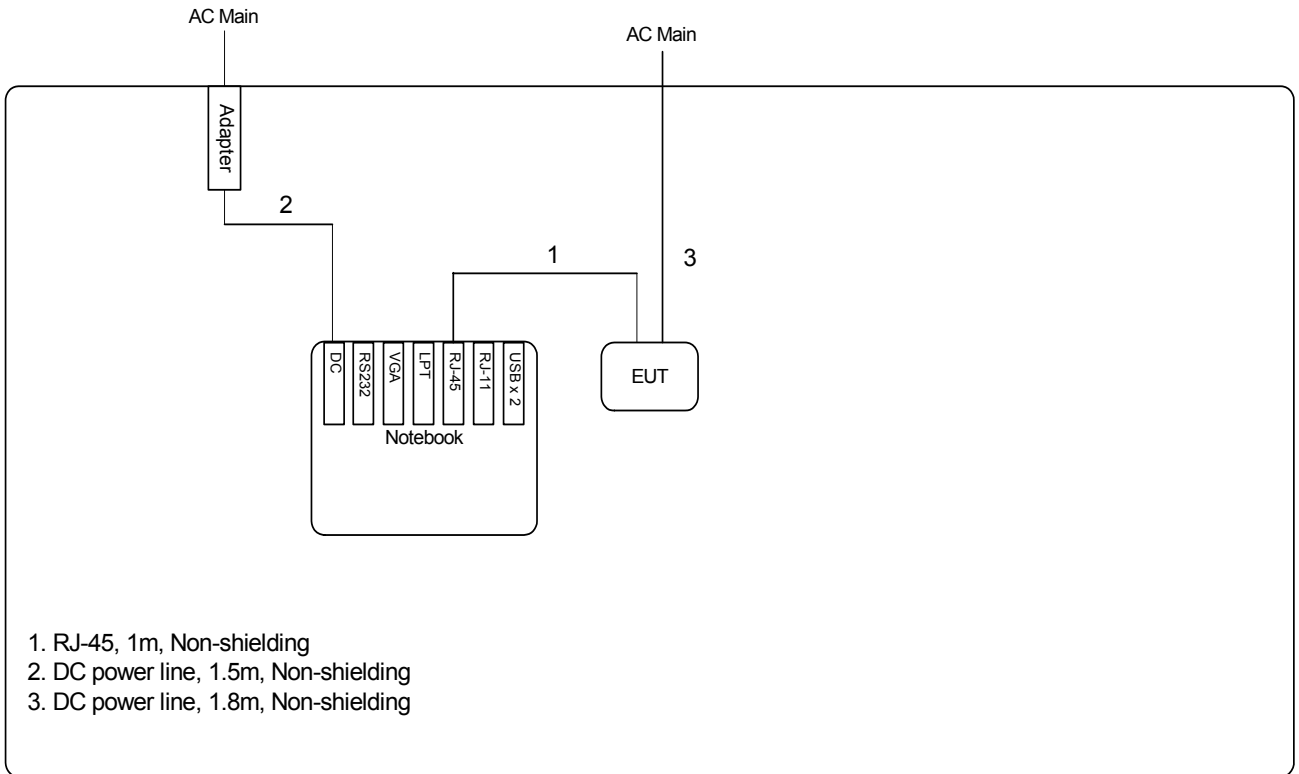 AC Main
AC Main
Adapter
2
1
3
DC
RS232
VGA
LPT
RJ-45
RJ-11
USB x 2
Notebook
EUT
1. RJ-45, 1m, Non-shielding
2. DC power line, 1.5m, Non-shielding
3. DC power line, 1.8m, Non-shielding